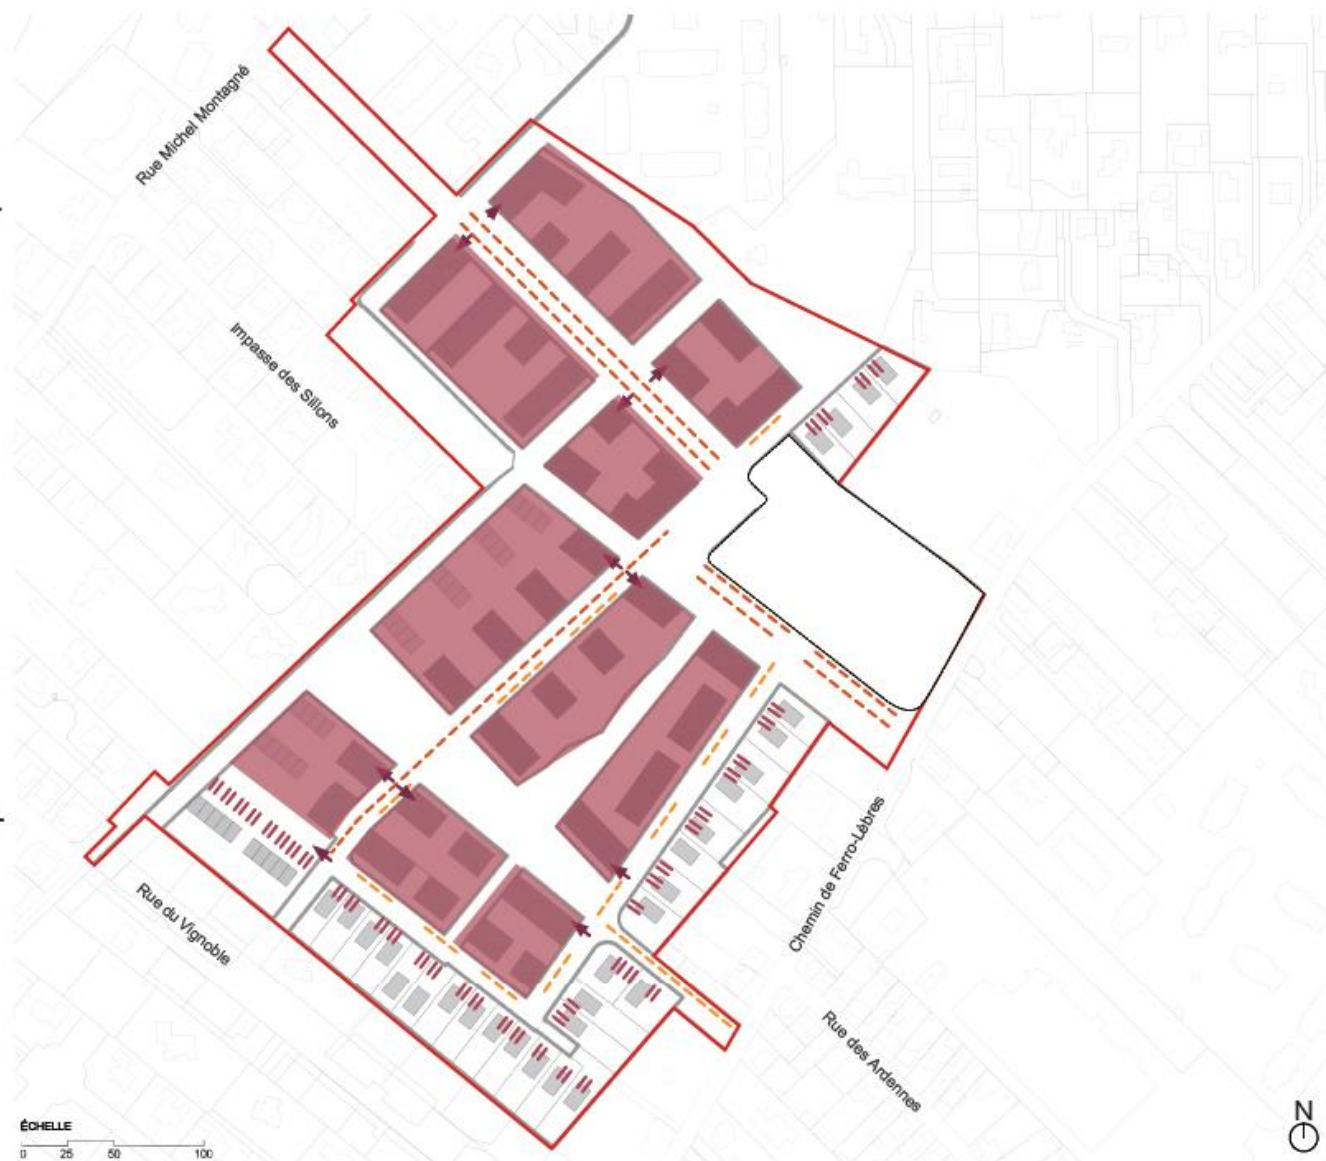 Rue Michel Montagné
Impasse des Sillons
Rue du Vignoble
Chemin de Ferro-Lèbres
Rue des Ardennes
ÉCHELLE
0 25 50 100
N